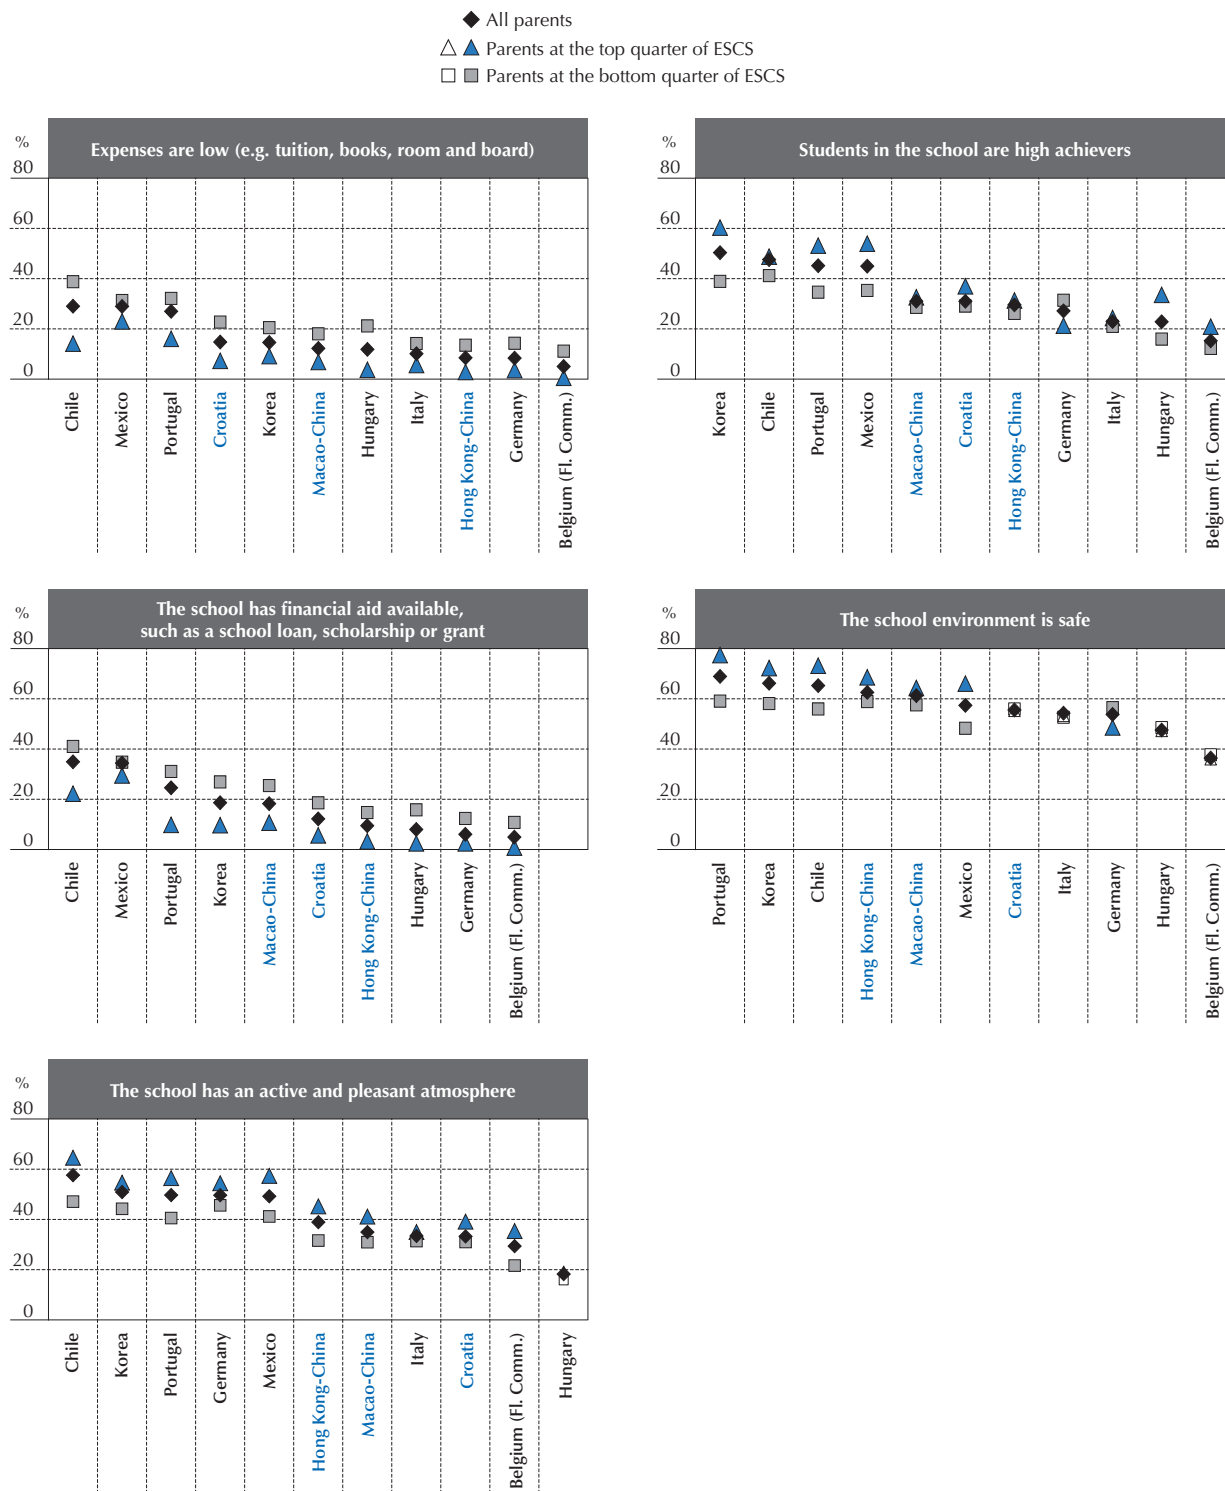 All parents
Parents at the top quarter of ESCS
Parents at the bottom quarter of ESCS
%
Expenses are low (e.g. tuition, books, room and board)
80
60
40
20
0
Chile
Mexico
Portugal
Croatia
Korea
Macao-China
Hungary
Italy
Hong Kong-China
Germany
Belgium (Fl. Comm.)
%
Students in the school are high achievers
80
60
40
20
0
Korea
Chile
Portugal
Mexico
Macao-China
Croatia
Hong Kong-China
Germany
Italy
Hungary
Belgium (Fl. Comm.)
%
The school has financial aid available,
such as a school loan, scholarship or grant
80
60
40
20
0
Chile
Mexico
Portugal
Korea
Macao-China
Croatia
Hong Kong-China
Hungary
Germany
Belgium (Fl. Comm.)
%
The school environment is safe
80
60
40
20
0
Portugal
Korea
Chile
Hong Kong-China
Macao-China
Mexico
Croatia
Italy
Germany
Hungary
Belgium (Fl. Comm.)
%
The school has an active and pleasant atmosphere
80
60
40
20
0
Chile
Korea
Portugal
Germany
Mexico
Hong Kong-China
Macao-China
Italy
Croatia
Belgium (Fl. Comm.)
Hungary